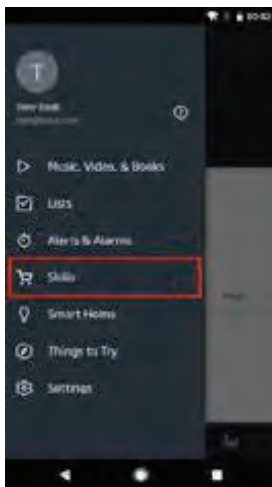 T
Music, Video, & Books
Lists
Alerts & Alarms
Skills
Smart Home
Things to Try
Settings